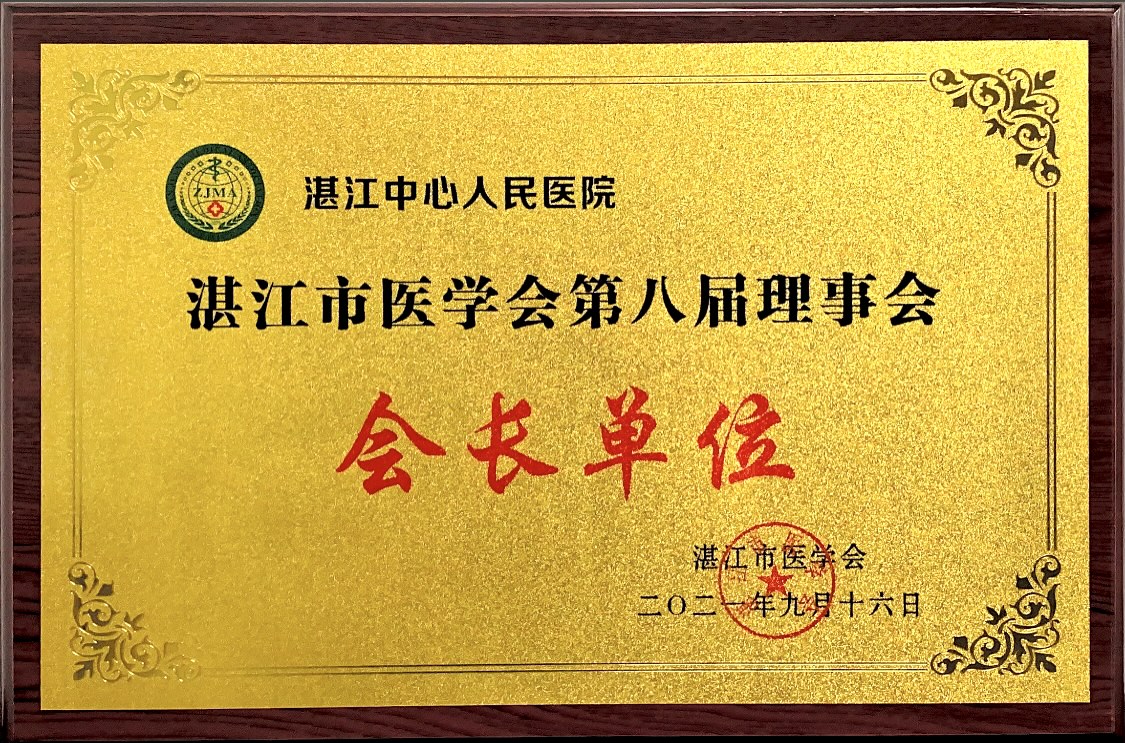 ZJMA
湛江中心人民医院
湛江市医学会第八届理事会
会长单位
湛江市医学会
二〇二一年九月十六日